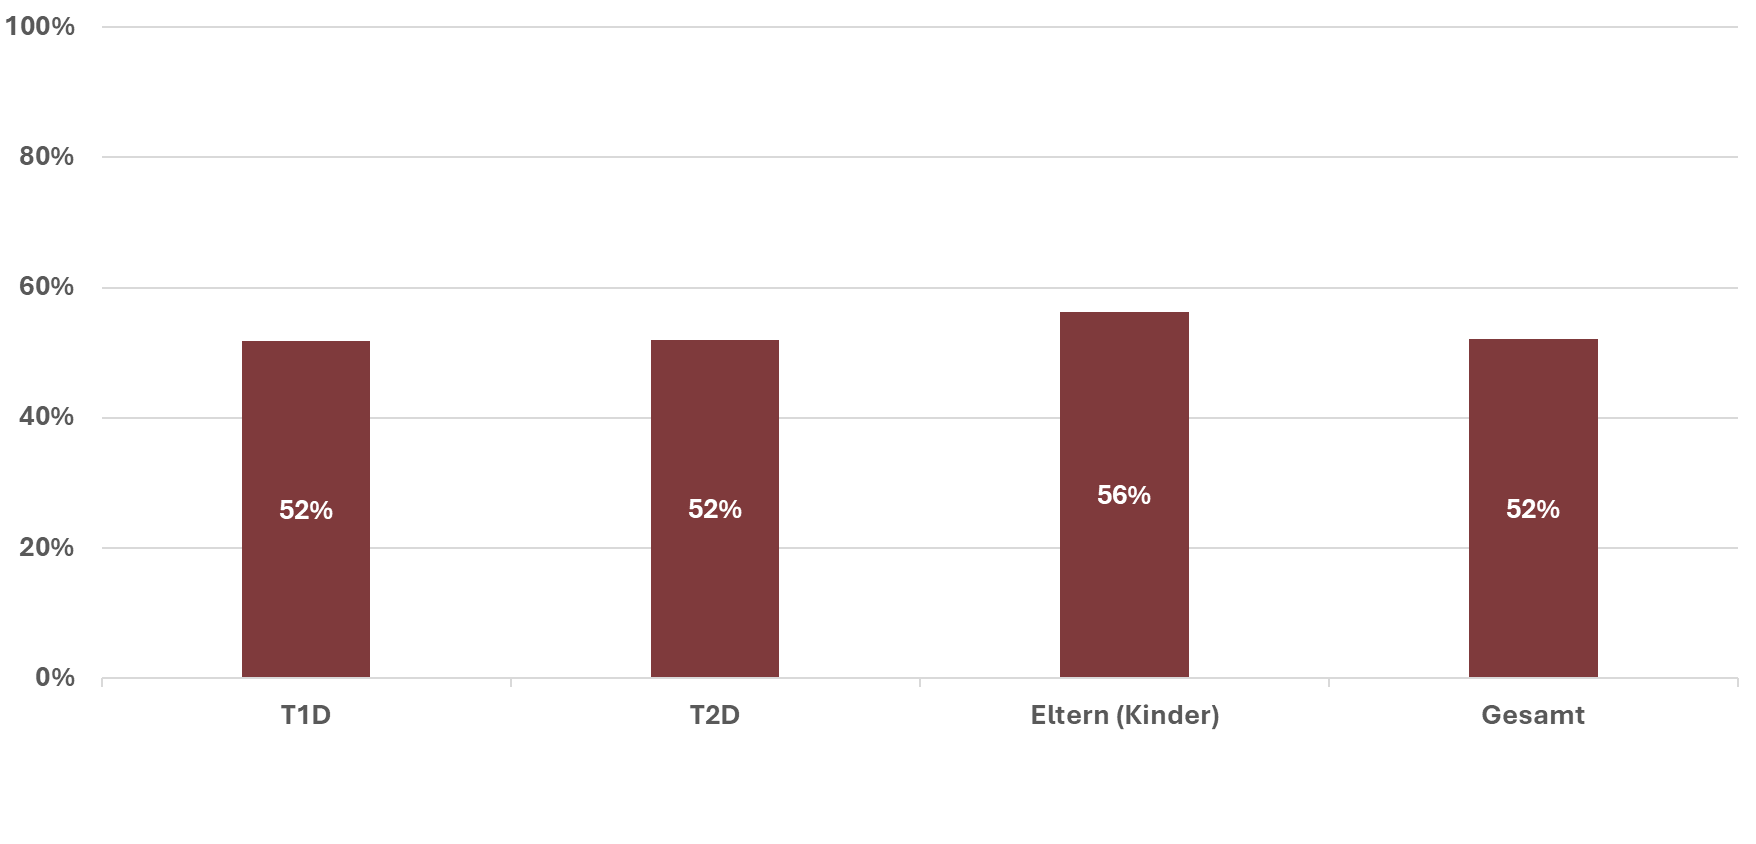 100%
80%
60%
40%
20%
0%
52%
52%
56%
52%
T1D
T2D
Eltern (Kinder)
Gesamt